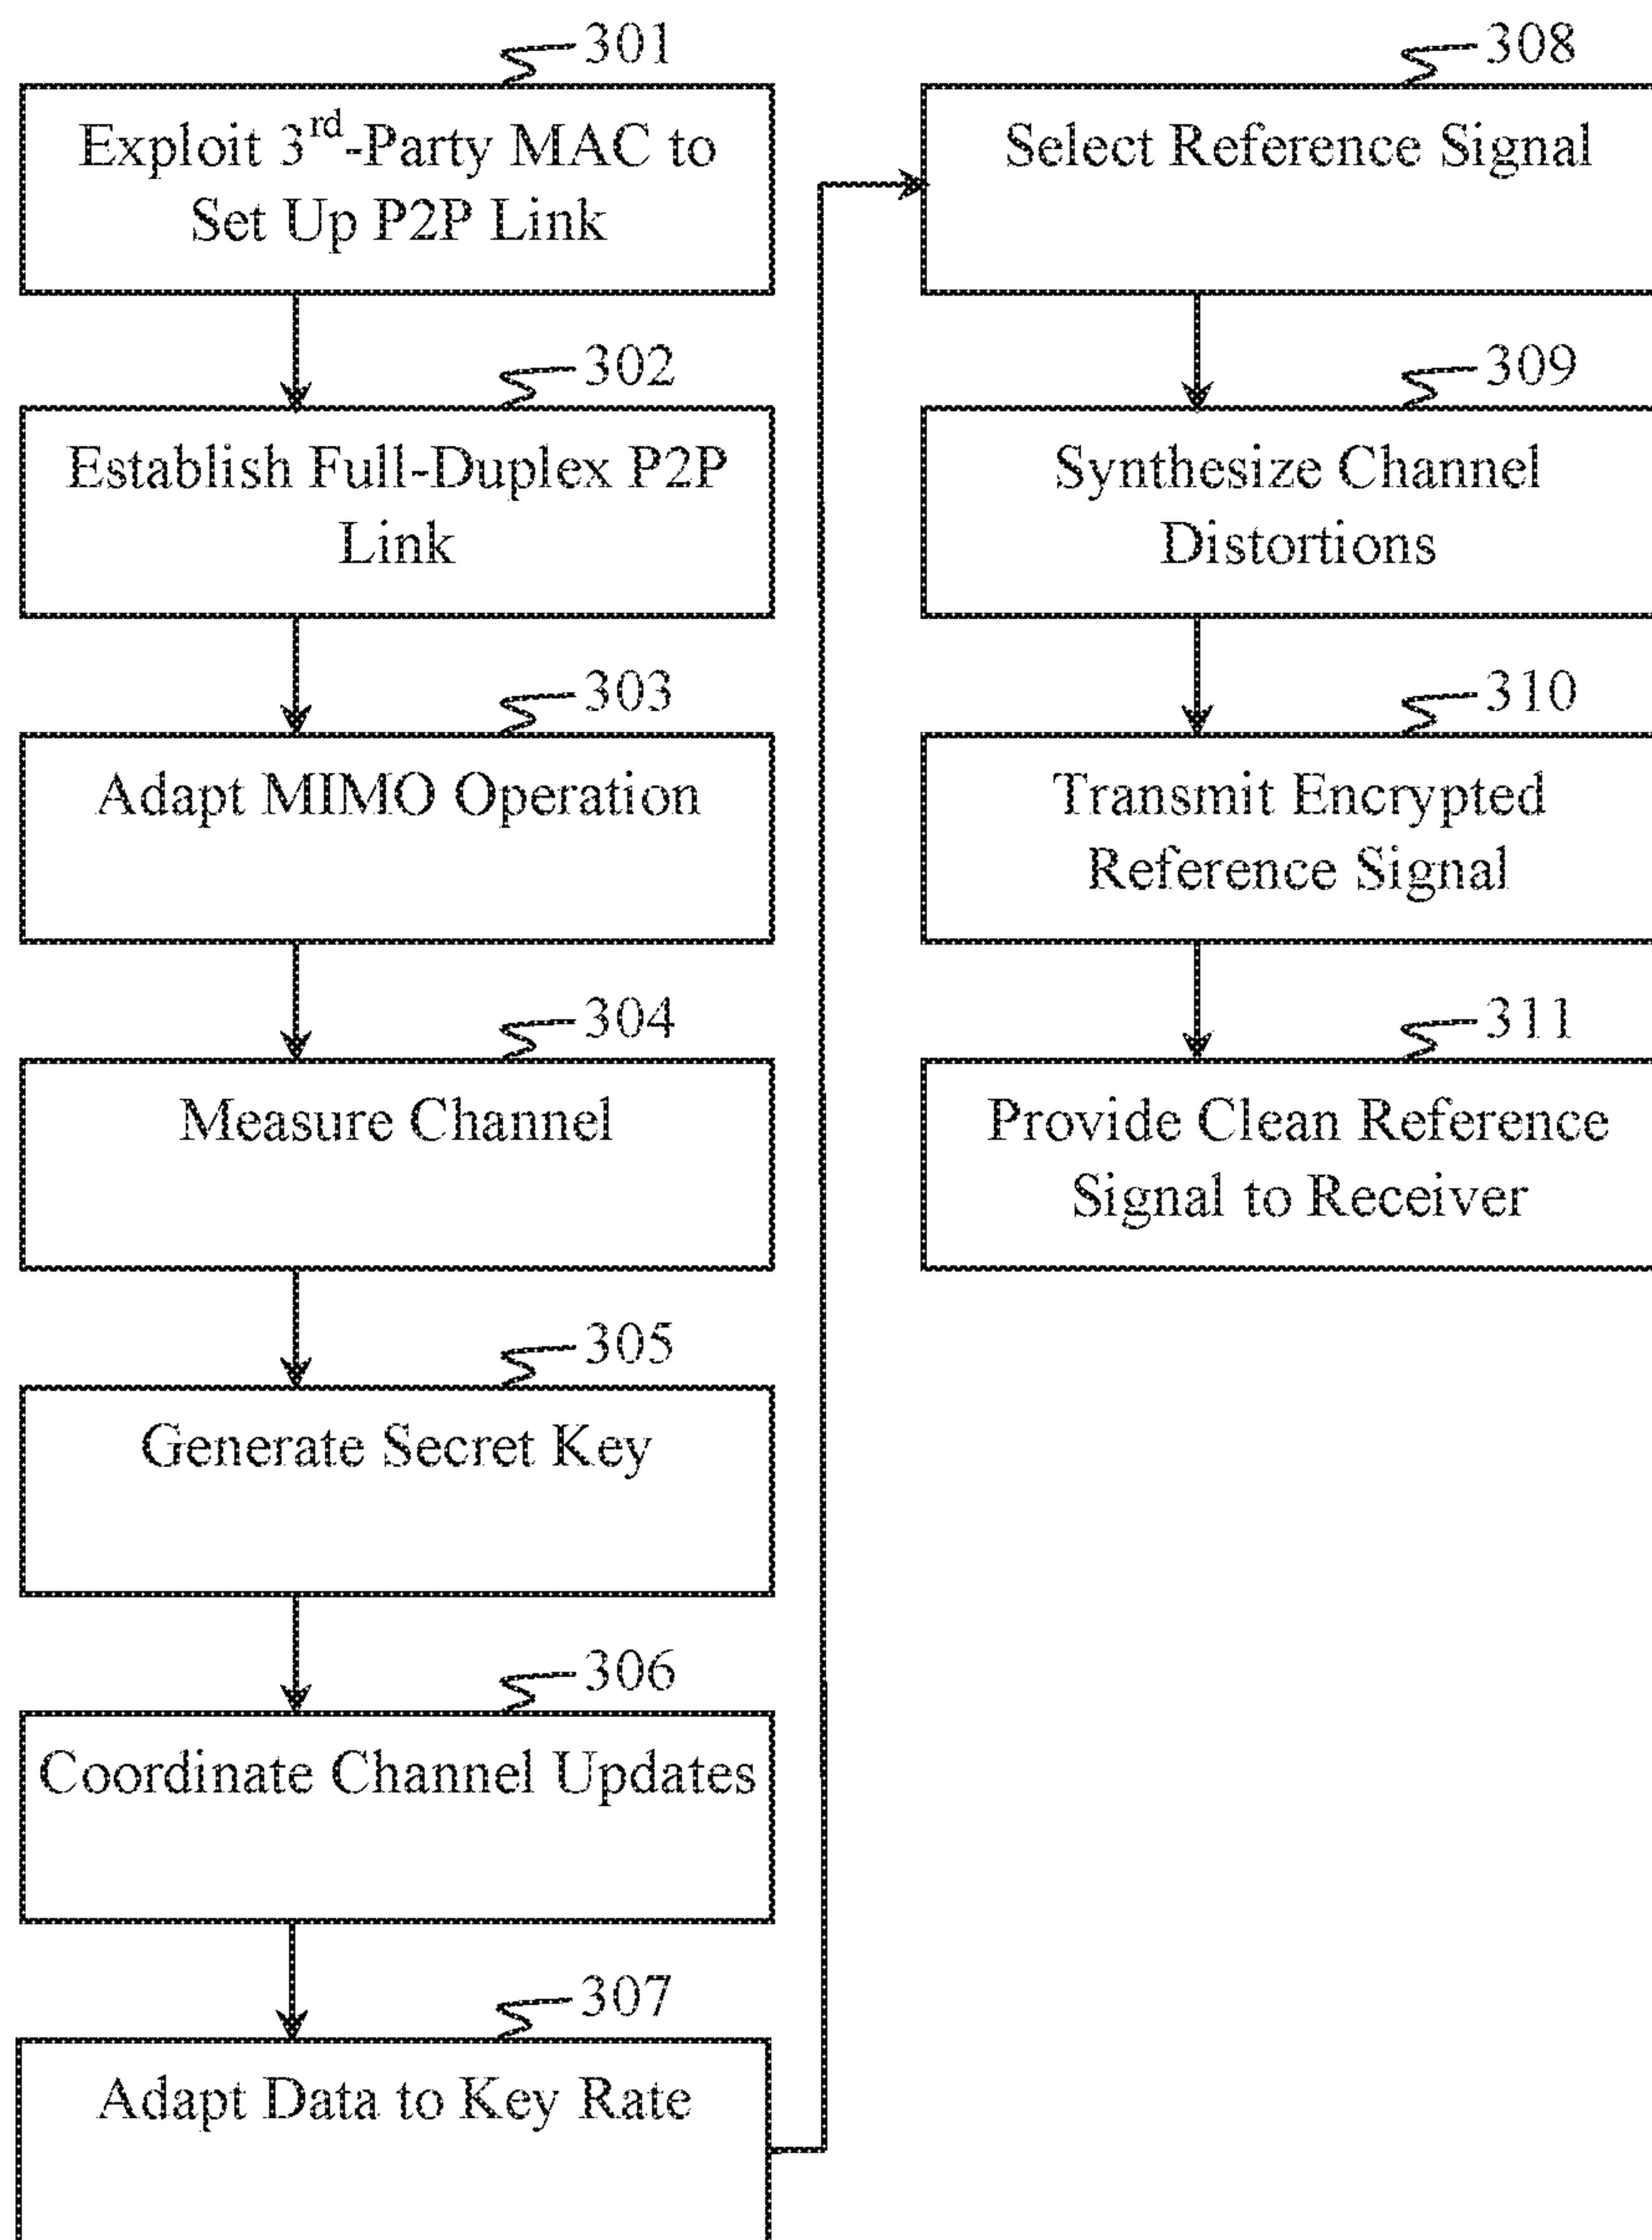 301
Exploit 3rd-Party MAC to
Set Up P2P Link
302
Establish Full-Duplex P2P
Link
303
Adapt MIMO Operation
304
Measure Channel
305
Generate Secret Key
306
Coordinate Channel Updates
307
Adapt Data to Key Rate
308
Select Reference Signal
309
Synthesize Channel
Distortions
310
Transmit Encrypted
Reference Signal
311
Provide Clean Reference
Signal to Receiver